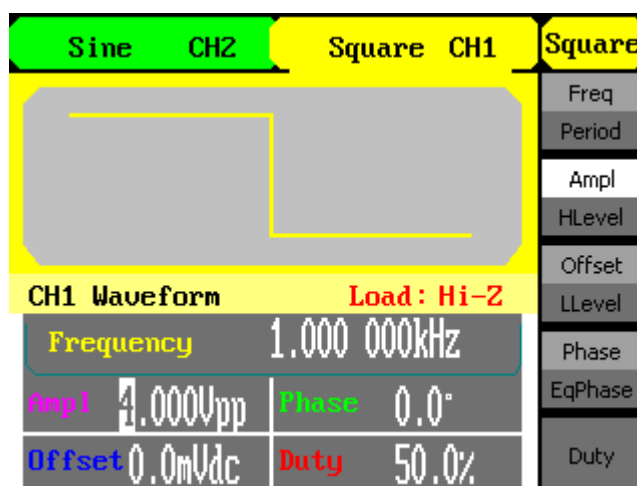 Sine CH2 Square CH1 Square
Freq
Period
Ampl
HLevel
Offset
LLevel
Phase
EqPhase
Duty
CH1 Waveform Load: Hi-Z
Frequency 1.000 000kHz
Ampl 4.000Vpp Phase 0.0°
Offset 0.0mVdc Duty 50.0%